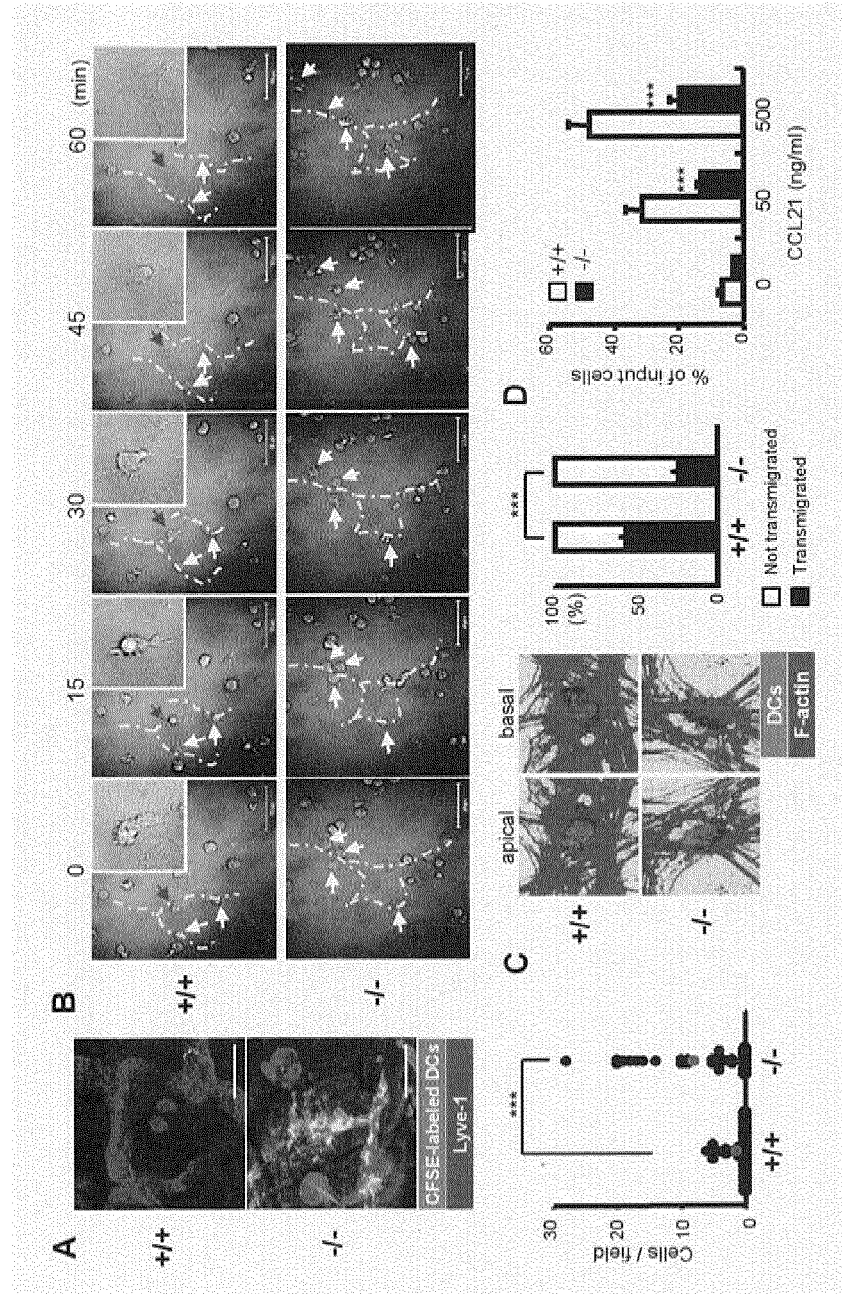 A
+/+
-/-
CFSE-labeled DCs
Lyve-1
Cells / field
30
20
10
0
***
+/+
-/-
B
0
15
30
45
60 (min)
+/+
-/-
C
apical
basal
+/+
-/-
DCs
F-actin
100
(%)
50
0
***
+/+
-/-
Not transmigrated
Transmigrated
D
% of input cells
60
40
20
0
+/+
-/-
***
***
0
50
500
CCL21 (ng/ml)